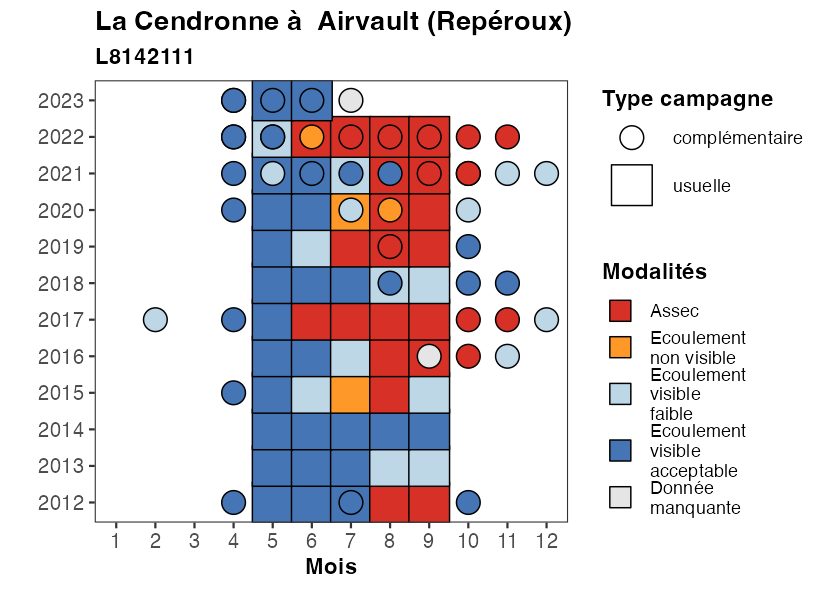 La Cendronne à  Airvault (Repéroux)
L8142111
2023
2022
2021
2020
2019
2018
2017
2016
2015
2014
2013
2012
1 2 3 4 5 6 7 8 9 10 11 12
Mois
Type campagne
complémentaire
usuelle
Modalités
Assec
Ecoulement
non visible
Ecoulement
visible
faible
Ecoulement
visible
acceptable
Donnée
manquante